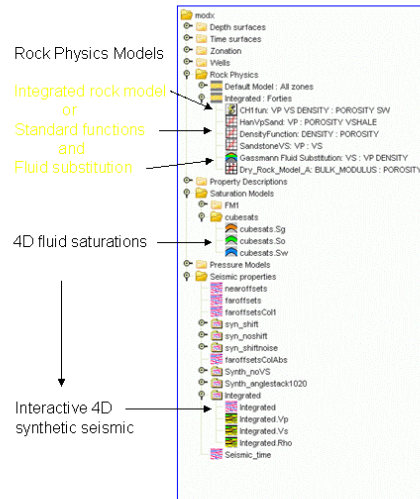 modx
Depth surfaces
Time surfaces
Zonation
Wells
Rock Physics Models
Rock Physics
Default Model : All zones
Integrated rock model
Integrated : Forties
or
CH1fun: VP VS DENSITY : POROSITY SW
Standard functions
HanVpSand: VP : POROSITY VSHALE
and
DensityFunction: DENSITY : POROSITY
Fluid substitution
SandstoneVS: VP : VS
Gassmann Fluid Substitution: VS : VP DENSITY
Dry_Rock_Model_A: BULK_MODULUS : POROSITY
Property Descriptions
Saturation Models
FM1
cubesats
4D fluid saturations
cubesats.Sg
cubesats.So
cubesats.Sw
Pressure Models
Seismic properties
nearoffsets
faroffsets
faroffsetsCol1
syn_shift
syn_noshift
syn_shiftnoise
faroffsetsColAbs
Synth_noVS
Synth_anglestack1020
Integrated
Interactive 4D
synthetic seismic
Integrated
Integrated.Vp
Integrated.Vs
Integrated.Rho
Seismic_time